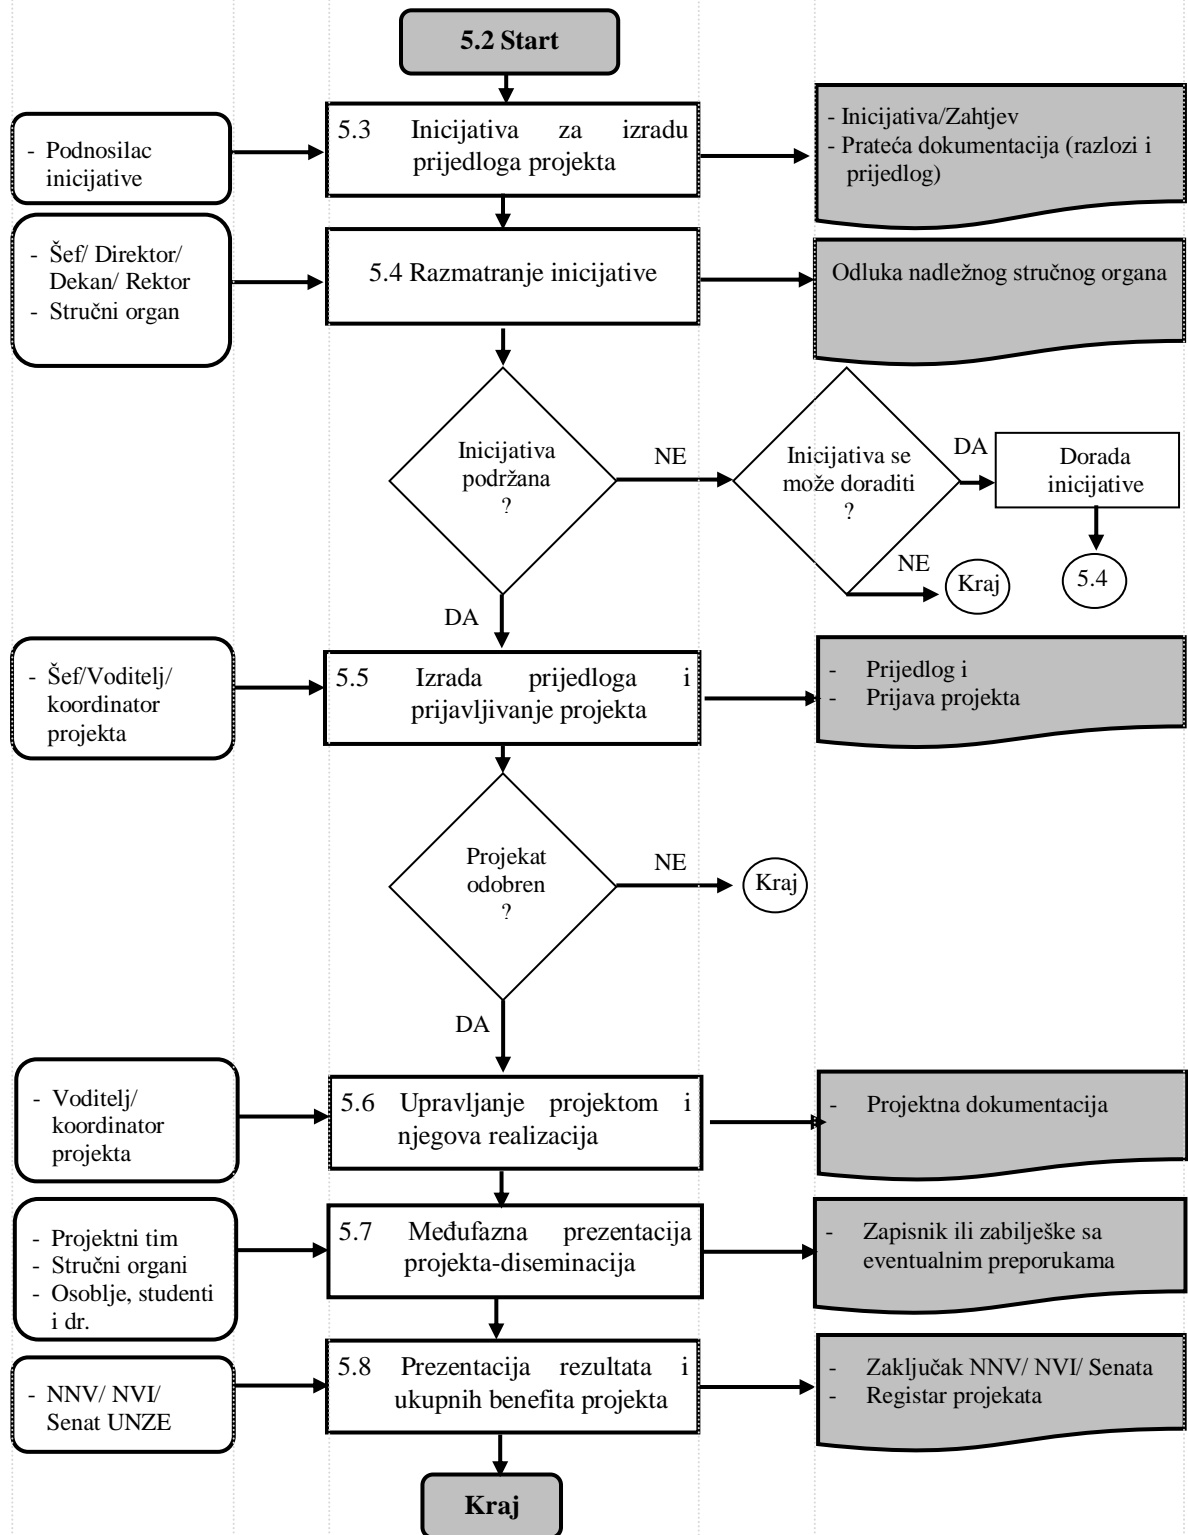 5.2 Start
- Podnosilac
inicijative
5.3 Inicijativa za izradu
prijedloga projekta
- Inicijativa/Zahtjev
- Prateća dokumentacija (razlozi i
prijedlog)
- Šef/ Direktor/
Dekan/ Rektor
- Stručni organ
5.4 Razmatranje inicijative
Odluka nadležnog stručnog organa
Inicijativa
podržana
?
NE
Inicijativa se
može doraditi
?
DA
Dorada
inicijative
NE
Kraj
5.4
DA
- Šef/Voditelj/
koordinator
projekta
5.5 Izrada prijedloga i
prijavljivanje projekta
- Prijedlog i
- Prijava projekta
Projekat
odobren
?
NE
Kraj
DA
- Voditelj/
koordinator
projekta
5.6 Upravljanje projektom i
njegova realizacija
- Projektna dokumentacija
- Projektni tim
- Stručni organi
- Osoblje, studenti
i dr.
5.7 Međufazna prezentacija
projekta-diseminacija
- Zapisnik ili zabilješke sa
eventualnim preporukama
- NNV/ NVI/
Senat UNZE
5.8 Prezentacija rezultata i
ukupnih benefita projekta
- Zaključak NNV/ NVI/ Senata
- Registar projekata
Kraj